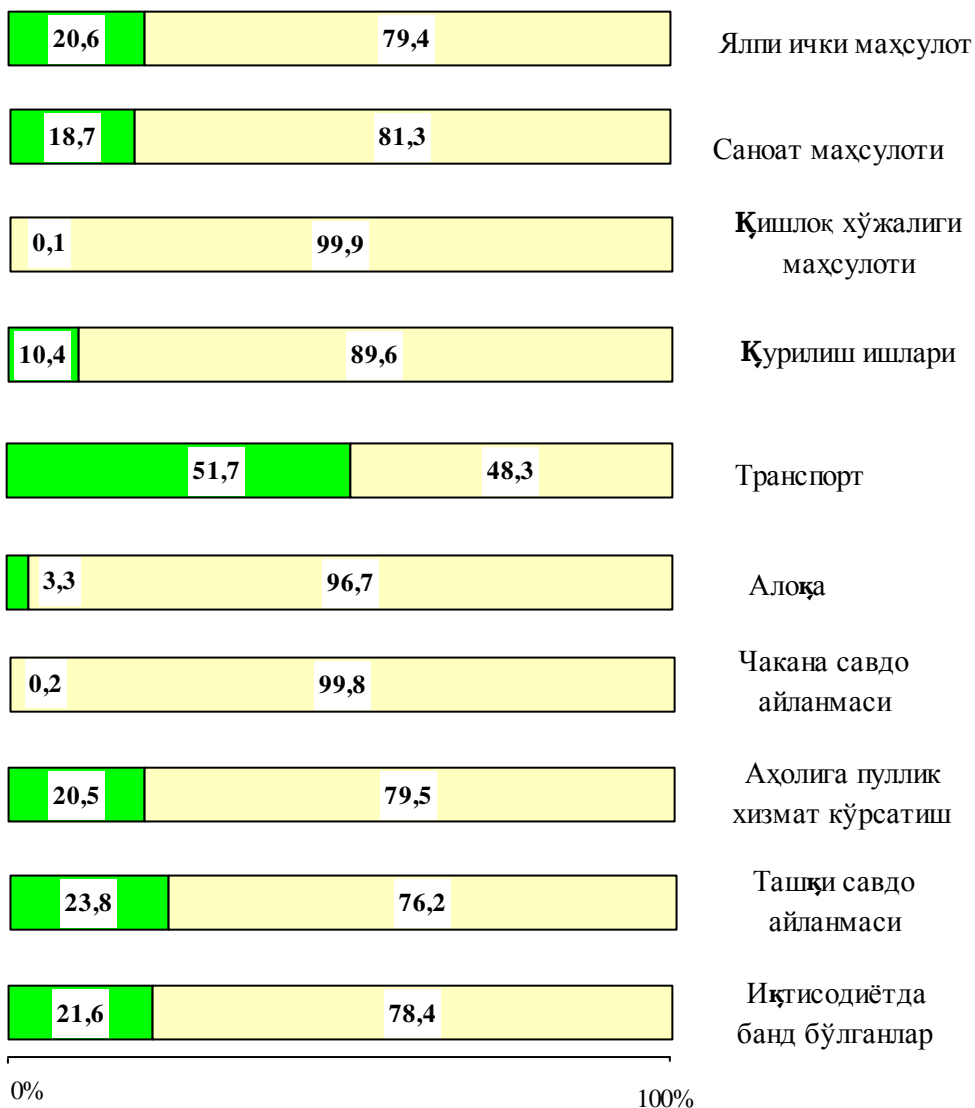 20,6 79,4 Ялпи ички маҳсулот
18,7 81,3 Саноат маҳсулоти
0,1 99,9 Қишлоқ хўжалиги
маҳсулоти
10,4 89,6 Қурилиш ишлари
51,7 48,3 Транспорт
3,3 96,7 Алоқа
0,2 99,8 Чакана савдо
айланмаси
20,5 79,5 Аҳолига пуллик
хизмат кўрсатиш
23,8 76,2 Ташқи савдо
айланмаси
21,6 78,4 Иқтисодиётда
банд бўлганлар
0% 100%